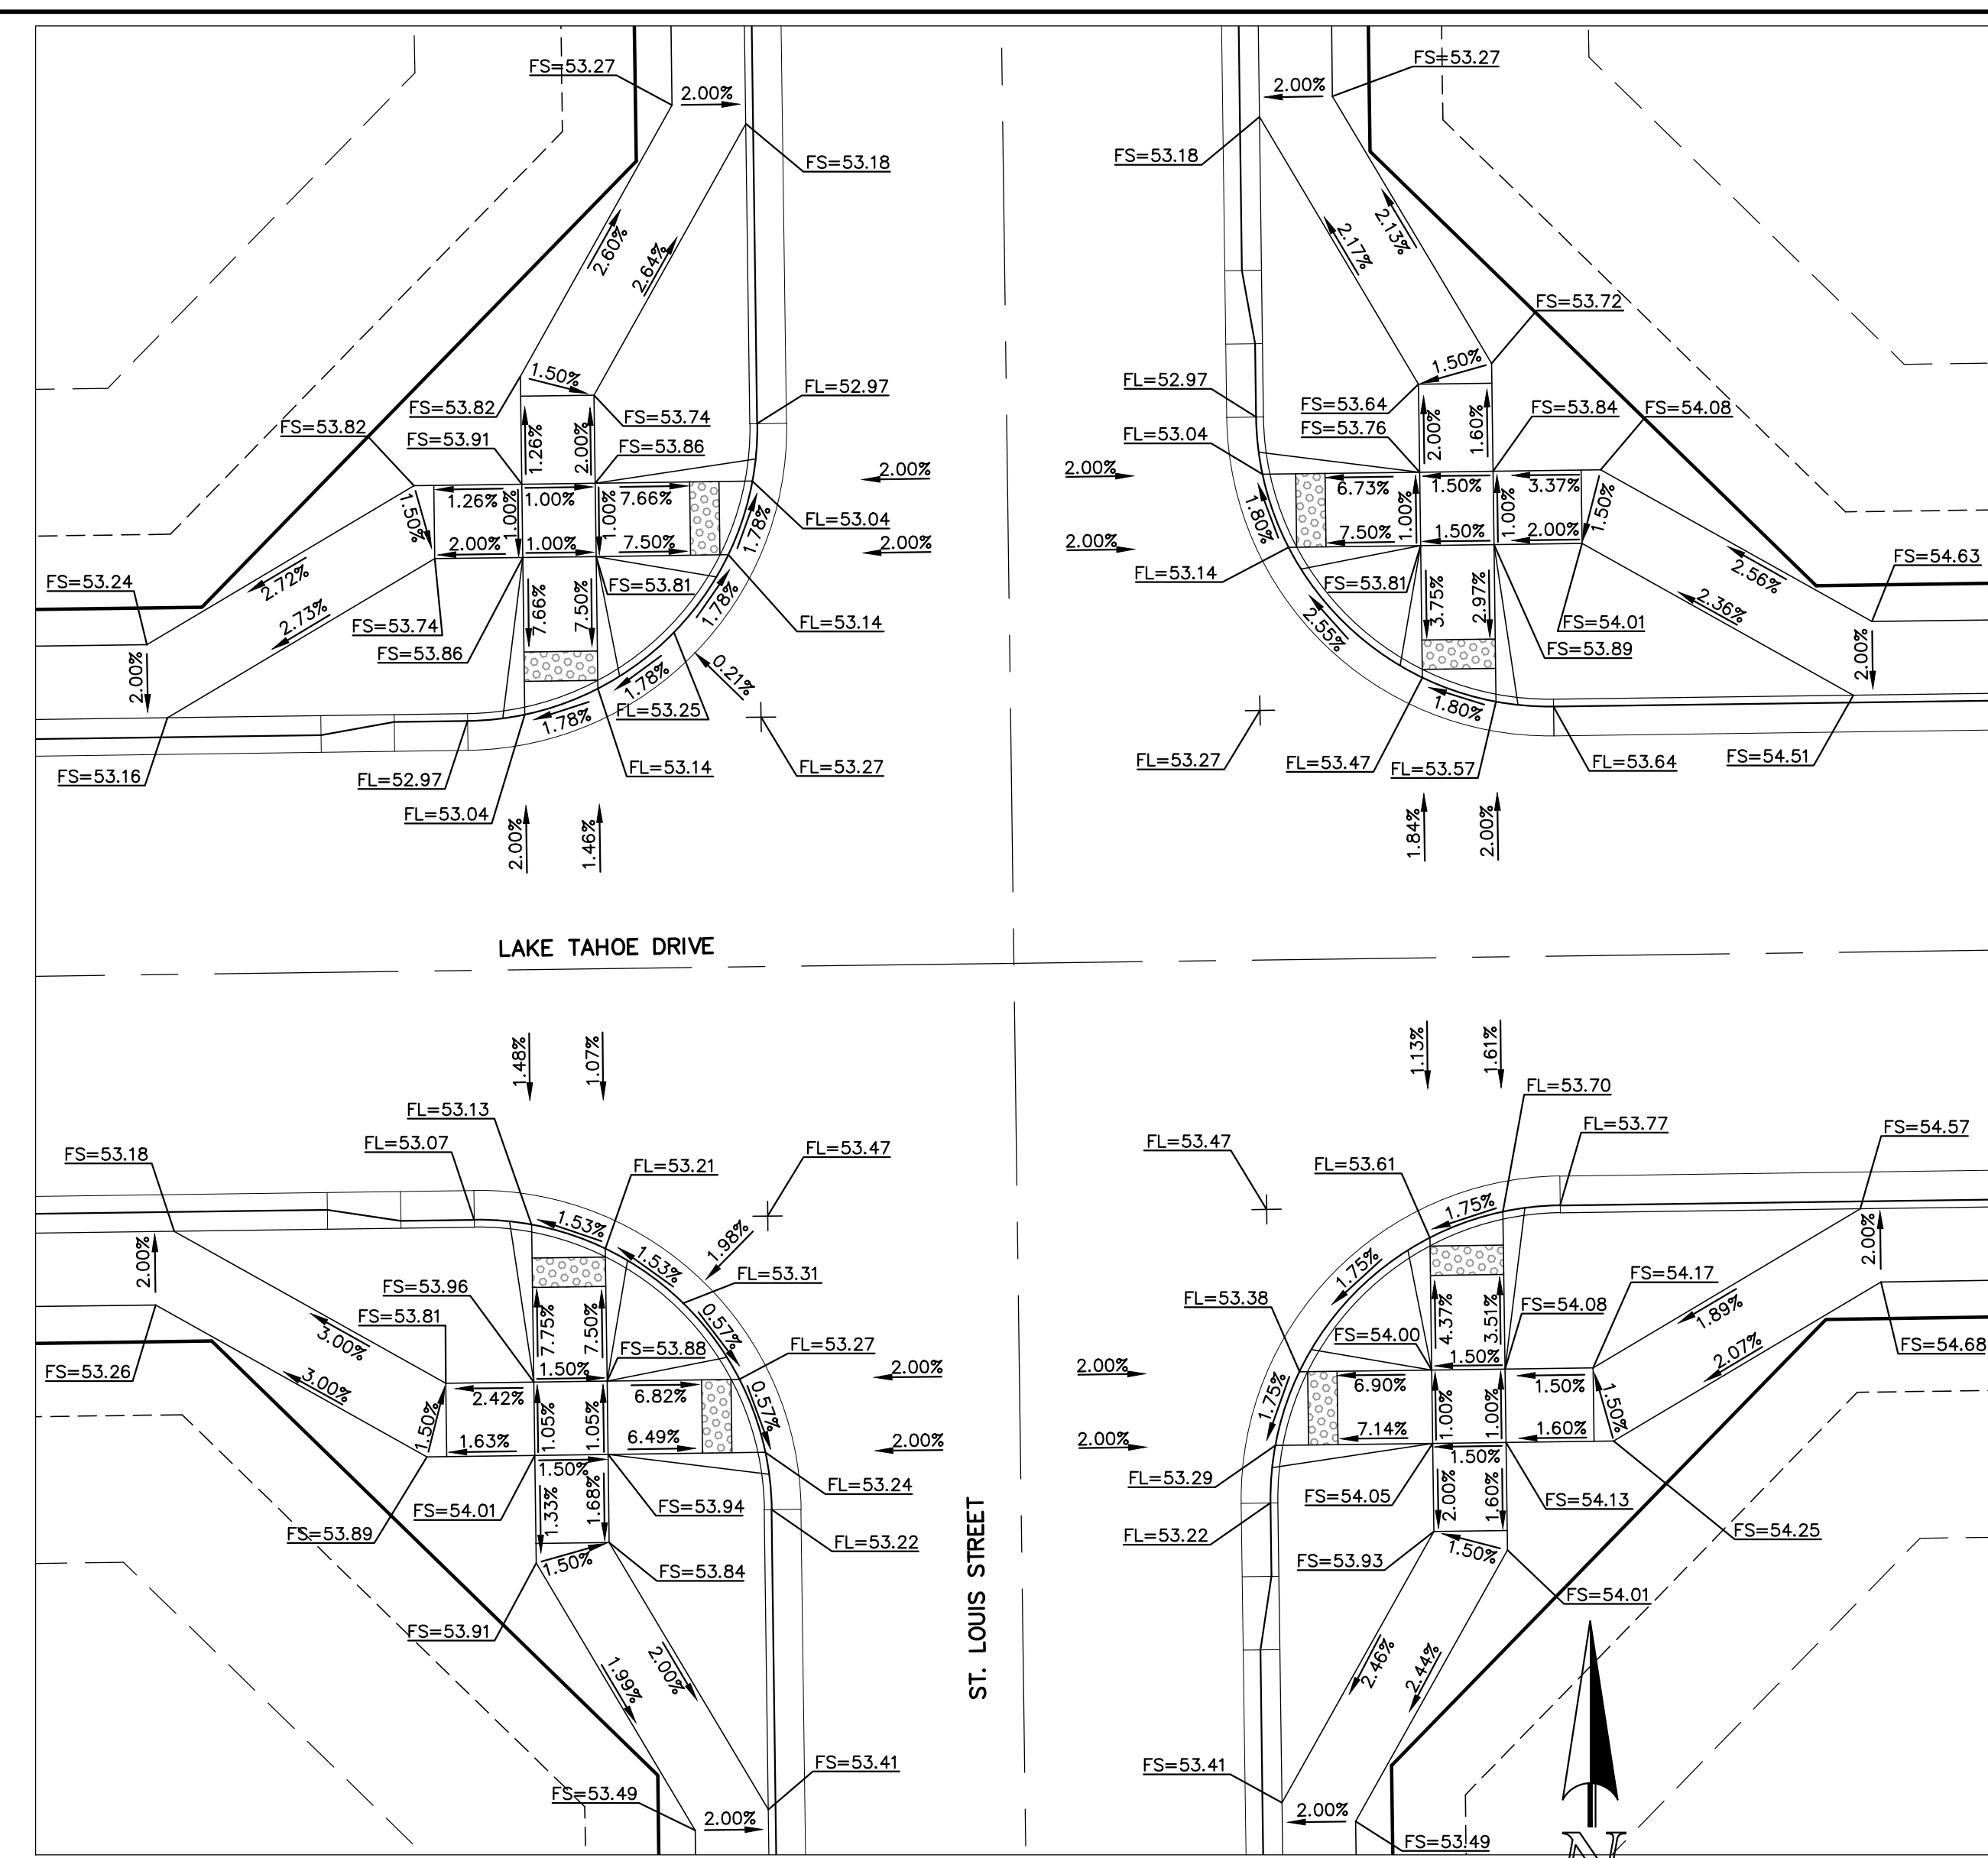 FS=53.27
2.00%
FS=53.18
2.60%
2.64%
1.50%
FS=53.82
FS=53.74
FL=52.97
FS=53.82
FS=53.91
FS=53.86
1.26%
2.00%
1.26%
1.00%
1.00%
1.00%
7.66%
2.00%
1.00%
7.50%
1.50%
1.78%
FL=53.04
2.00%
2.00%
FS=53.24
2.72%
2.73%
FS=53.74
FS=53.86
7.66%
7.50%
FS=53.81
1.78%
FL=53.14
2.00%
1.78%
0.21%
1.78%
FL=53.25
FS=53.16
FL=52.97
FL=53.14
FL=53.27
FL=53.04
2.00%
1.46%
FS=53.27
2.00%
FS=53.18
2.17%
2.13%
FS=53.72
1.50%
FL=52.97
FS=53.64
FS=53.84
FS=54.08
FS=53.76
FL=53.04
2.00%
1.60%
2.00%
2.00%
6.73%
1.50%
3.37%
1.80%
7.50%
1.00%
1.50%
1.00%
2.00%
1.50%
FL=53.14
FS=53.81
3.75%
2.97%
2.55%
FS=54.01
FS=53.89
2.56%
2.36%
FS=54.63
2.00%
1.80%
FL=53.27
FL=53.47
FL=53.57
FL=53.64
FS=54.51
1.84%
2.00%
LAKE TAHOE DRIVE
1.48%
1.07%
FL=53.13
FL=53.07
FS=53.18
FL=53.21
FL=53.47
1.53%
1.98%
2.00%
1.53%
FL=53.31
FS=53.96
FS=53.81
7.75%
7.50%
0.57%
FS=53.88
FL=53.27
3.00%
3.00%
FS=53.26
1.50%
2.42%
6.82%
0.57%
2.00%
1.50%
1.05%
1.05%
1.63%
6.49%
2.00%
1.50%
FL=53.24
FS=54.01
FS=53.94
1.33%
1.68%
FS=53.89
FL=53.22
1.50%
FS=53.84
FS=53.91
1.99%
2.00%
FS=53.41
FS=53.49
2.00%
ST. LOUIS STREET
1.13%
1.61%
FL=53.70
FL=53.77
FL=53.47
FS=54.57
FL=53.61
1.75%
1.75%
2.00%
FS=54.17
FL=53.38
4.37%
3.51%
FS=54.08
FS=54.00
1.89%
2.07%
FS=54.68
2.00%
1.50%
6.90%
1.50%
1.50%
1.75%
7.14%
1.00%
1.00%
1.60%
2.00%
1.50%
FL=53.29
FS=54.05
2.00%
1.60%
FS=54.13
FL=53.22
FS=54.25
1.50%
FS=53.93
FS=54.01
2.46%
2.44%
FS=53.41
2.00%
FS=53.49
N